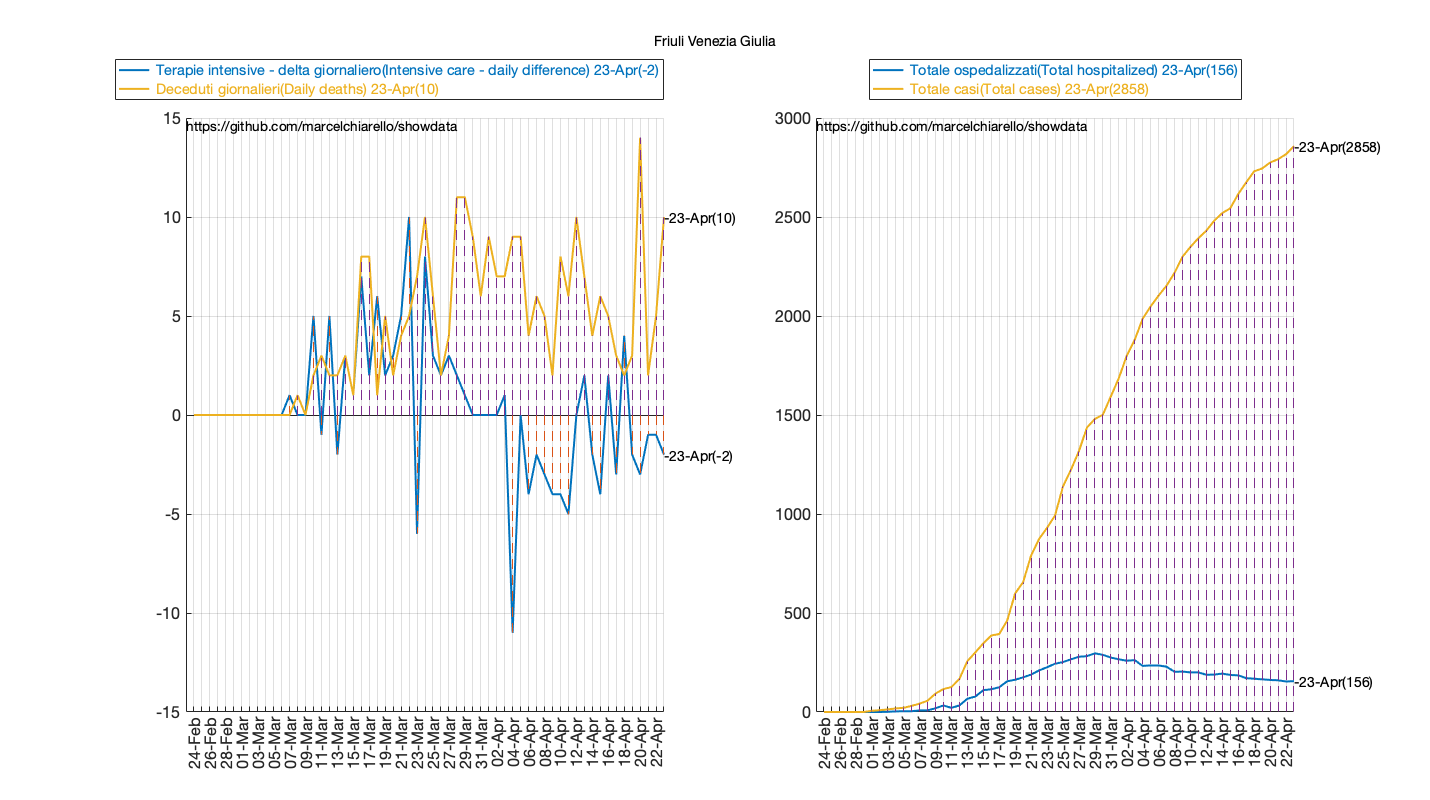 Friuli Venezia Giulia
Terapie intensive - delta giornaliero(Intensive care - daily difference) 23-Apr(-2)
Deceduti giornalieri(Daily deaths) 23-Apr(10)
https://github.com/marcelchiarello/showdata
15
10
5
0
-5
-10
-15
-23-Apr(10)
-23-Apr(-2)
24-Feb
26-Feb
28-Feb
01-Mar
03-Mar
05-Mar
07-Mar
09-Mar
11-Mar
13-Mar
15-Mar
17-Mar
19-Mar
21-Mar
23-Mar
25-Mar
27-Mar
29-Mar
31-Mar
02-Apr
04-Apr
06-Apr
08-Apr
10-Apr
12-Apr
14-Apr
16-Apr
18-Apr
20-Apr
22-Apr
Totale ospedalizzati(Total hospitalized) 23-Apr(156)
Totale casi(Total cases) 23-Apr(2858)
https://github.com/marcelchiarello/showdata
3000
2500
2000
1500
1000
500
0
-23-Apr(2858)
-23-Apr(156)
24-Feb
26-Feb
28-Feb
01-Mar
03-Mar
05-Mar
07-Mar
09-Mar
11-Mar
13-Mar
15-Mar
17-Mar
19-Mar
21-Mar
23-Mar
25-Mar
27-Mar
29-Mar
31-Mar
02-Apr
04-Apr
06-Apr
08-Apr
10-Apr
12-Apr
14-Apr
16-Apr
18-Apr
20-Apr
22-Apr